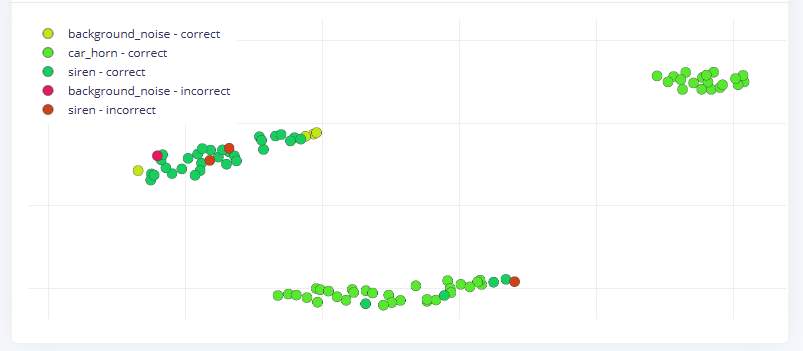 background_noise - correct
car_horn - correct
siren - correct
background_noise - incorrect
siren - incorrect